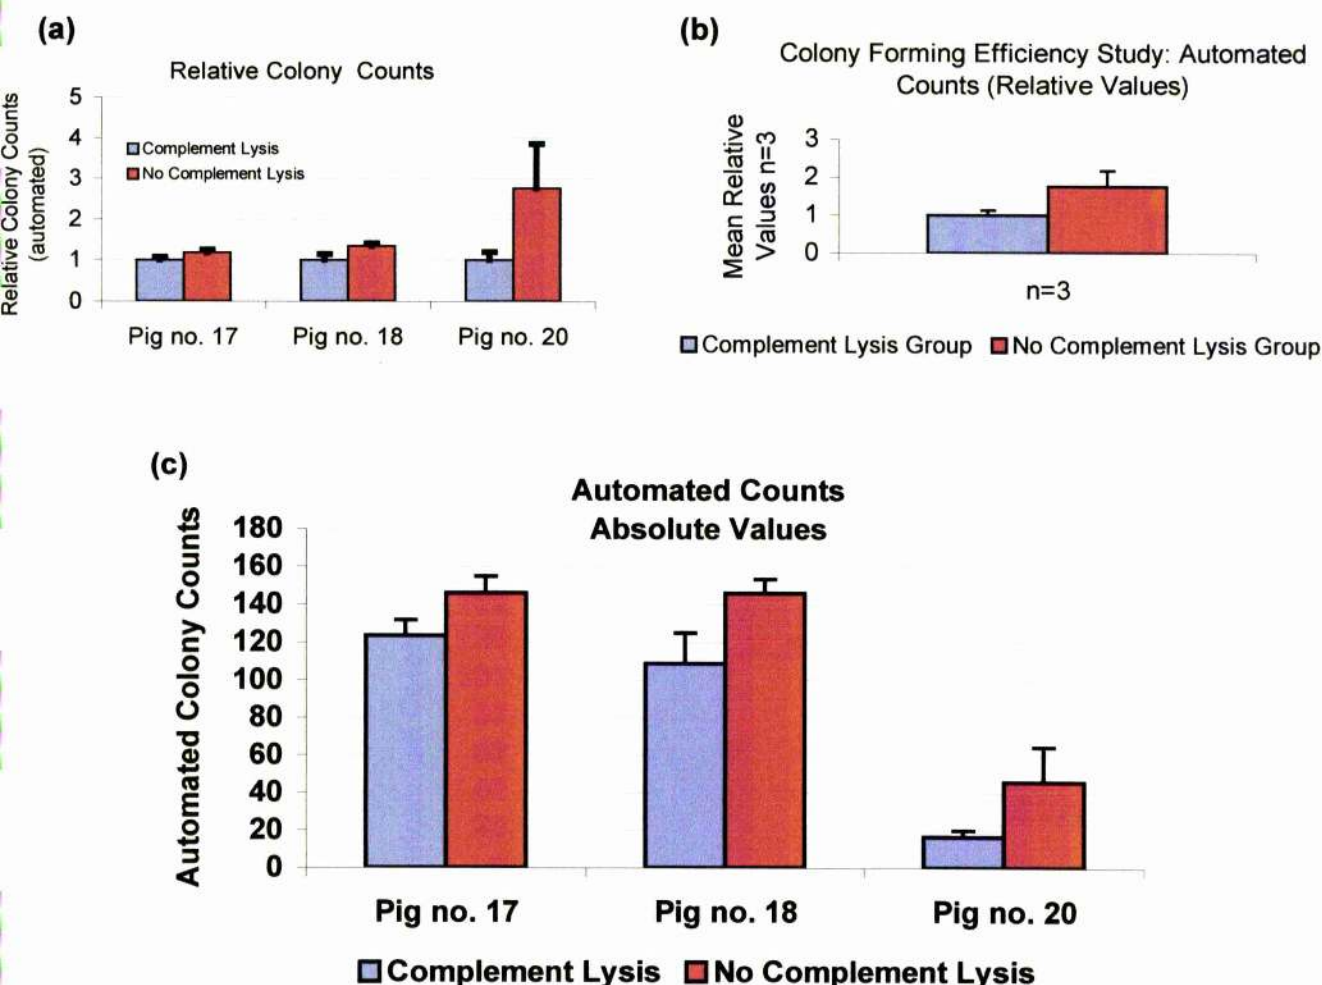 (a)
Relative Colony Counts
Relative Colony Counts
(automated)
5
4
3
2
1
0
Complement Lysis
No Complement Lysis
Pig no. 17
Pig no. 18
Pig no. 20
(b)
Colony Forming Efficiency Study: Automated
Counts (Relative Values)
Mean Relative
Values n=3
3
2
1
0
n=3
Complement Lysis Group
No Complement Lysis Group
(c)
Automated Counts
Absolute Values
Automated Colony Counts
180
160
140
120
100
80
60
40
20
0
Pig no. 17
Pig no. 18
Pig no. 20
Complement Lysis
No Complement Lysis